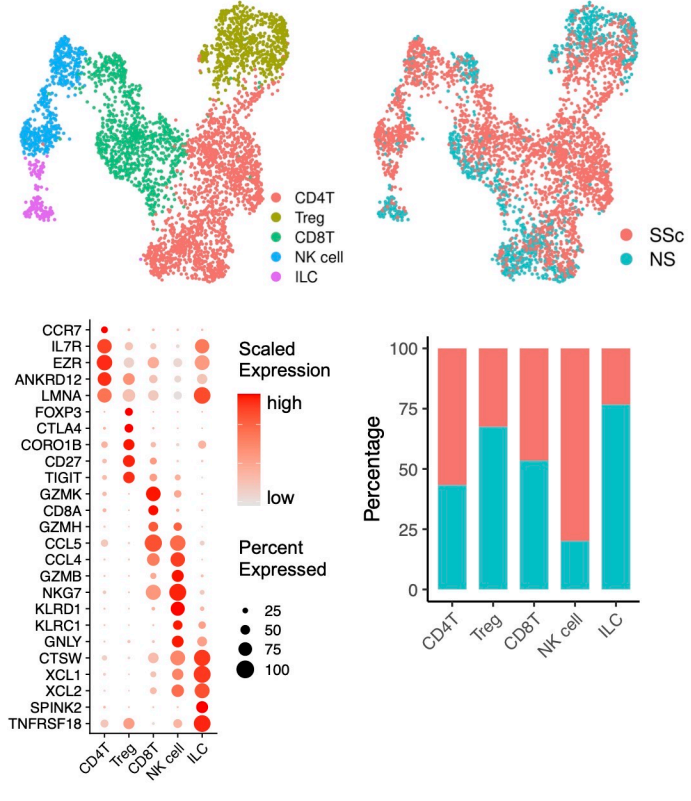 CD4T
Treg
CD8T
NK cell
ILC
SSc
NS
CCR7
IL7R
EZR
ANKRD12
LMNA
FOXP3
CTLA4
CORO1B
CD27
TIGIT
GZMK
CD8A
GZMH
CCL5
CCL4
GZMB
NKG7
KLRD1
KLRC1
GNLY
CTSW
XCL1
XCL2
SPINK2
TNFRSF18
CD4T
Treg
CD8T
NK cell
ILC
Scaled
Expression
high
low
Percent
Expressed
25
50
75
100
Percentage
100
75
50
25
0
CD4T
Treg
CD8T
NK cell
ILC